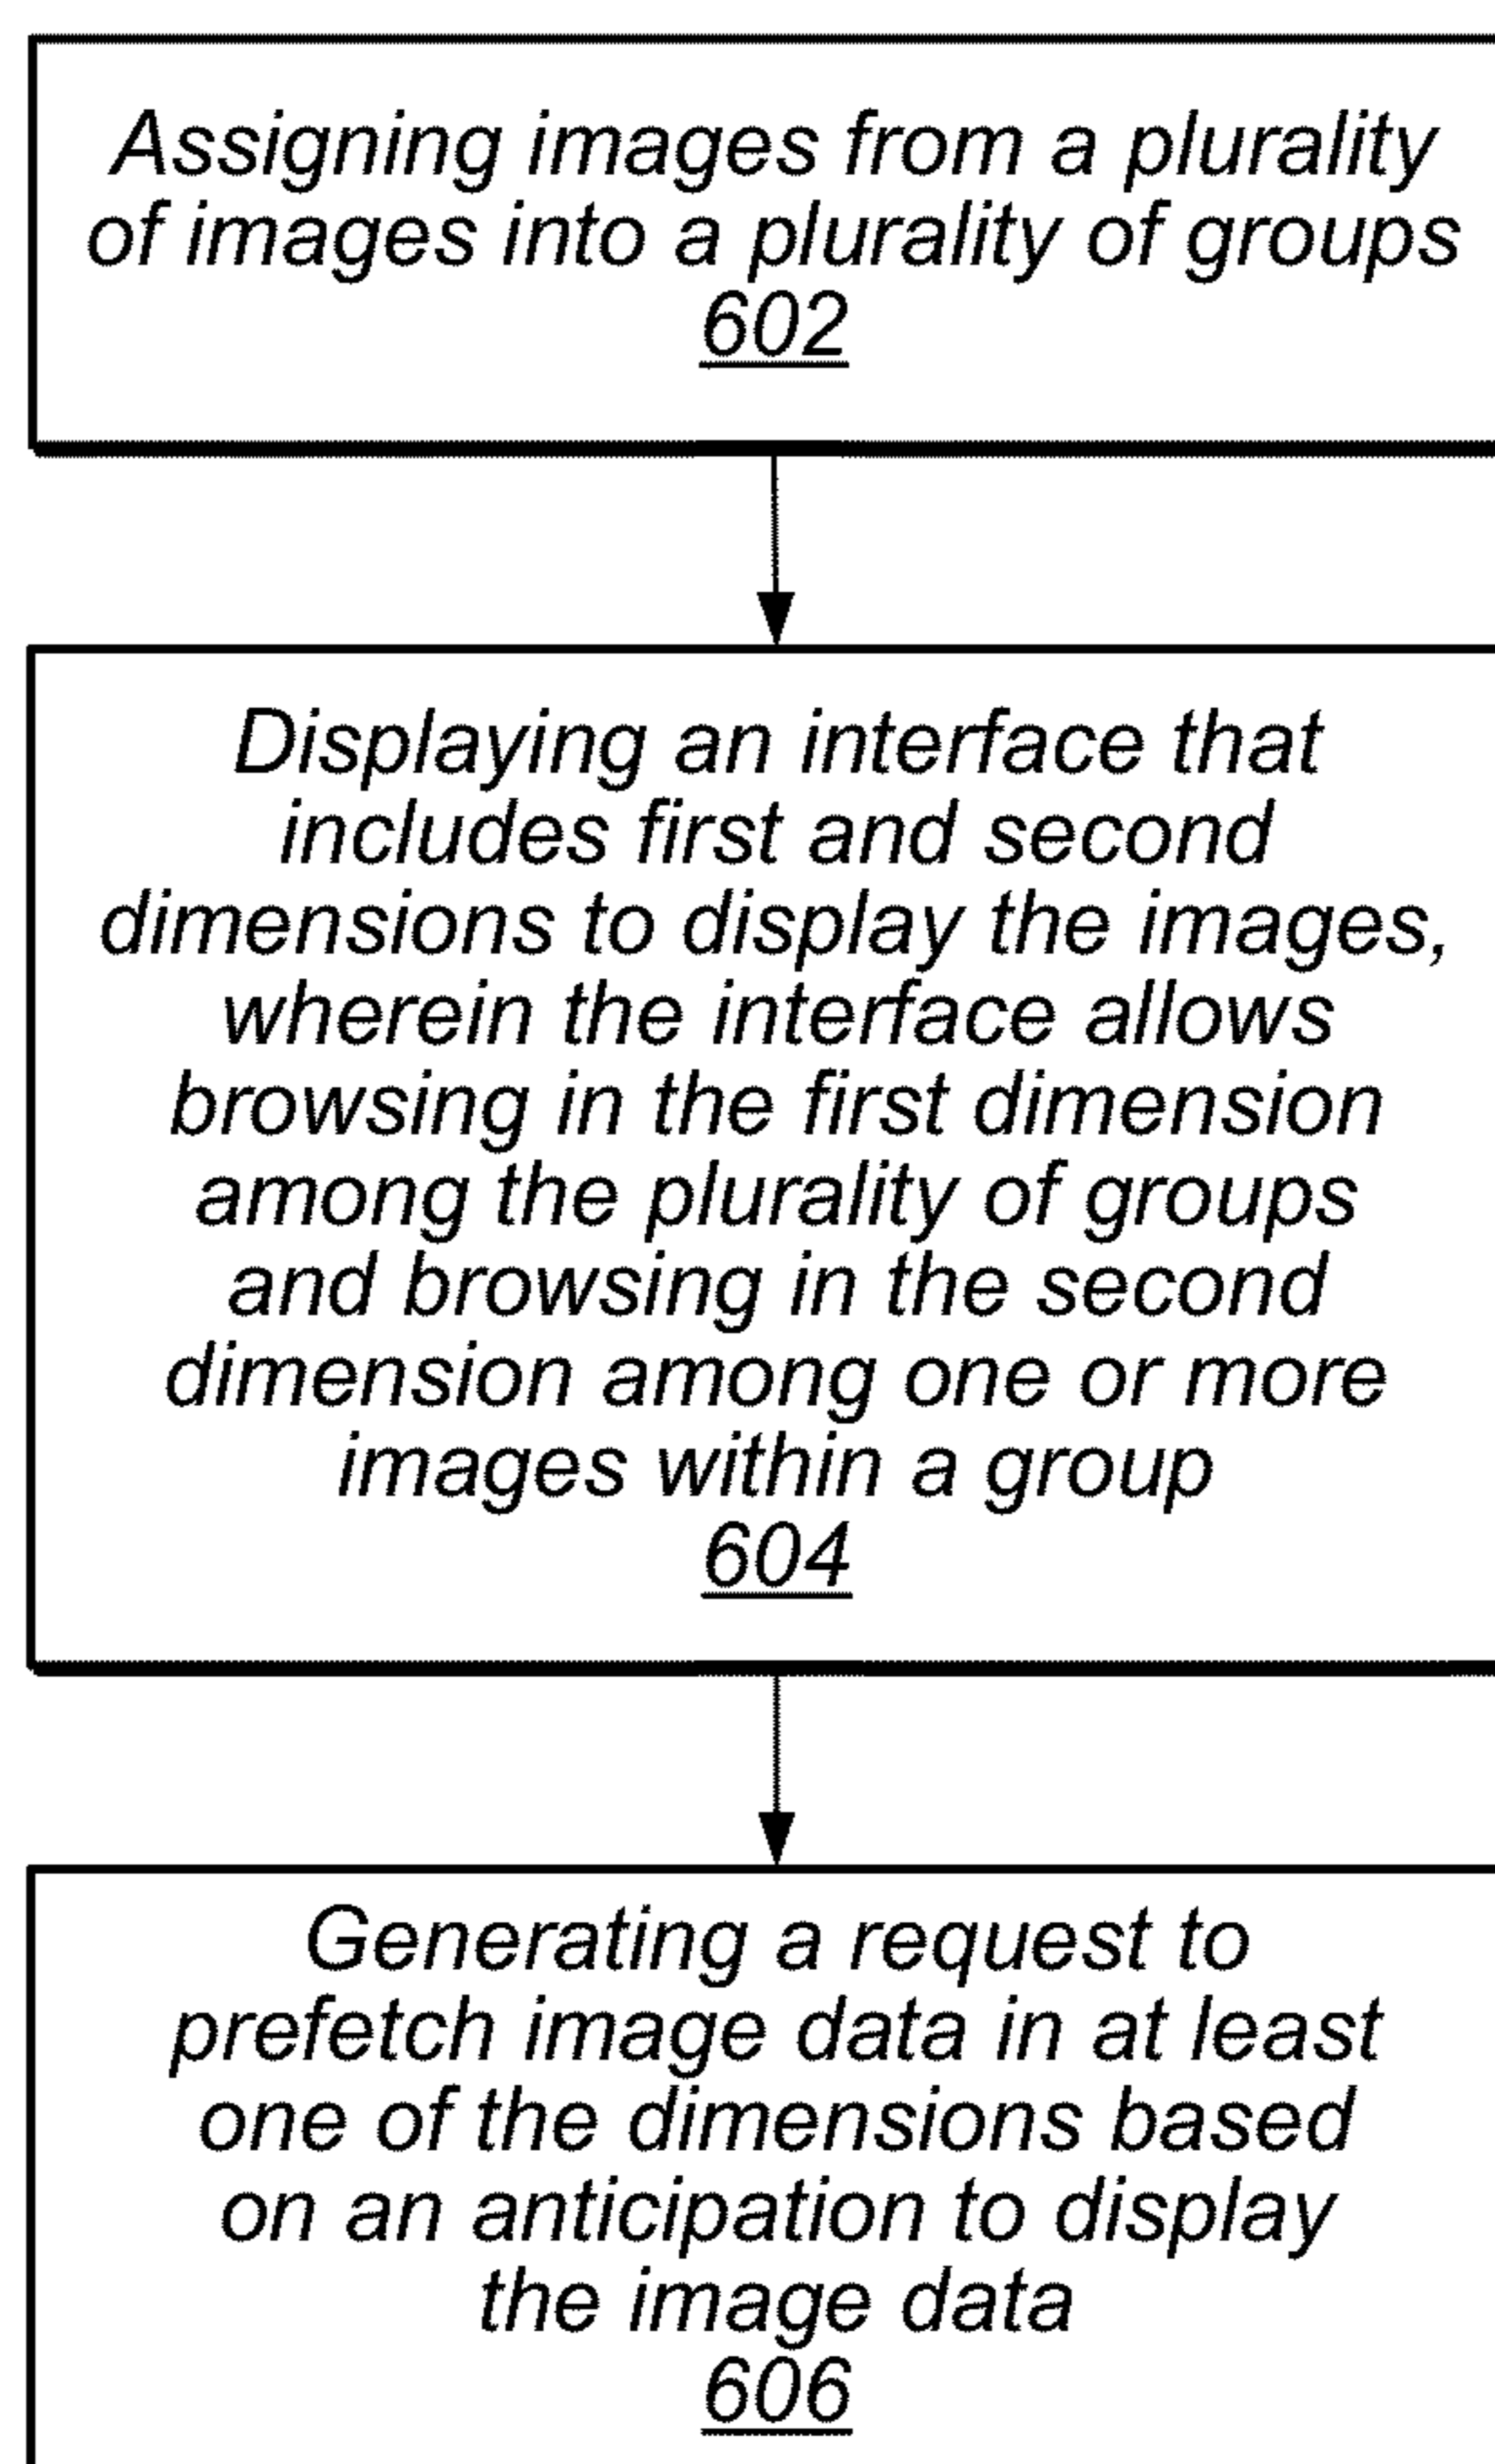 Assigning images from a plurality
of images into a plurality of groups
602
Displaying an interface that
includes first and second
dimensions to display the images,
wherein the interface allows
browsing in the first dimension
among the plurality of groups
and browsing in the second
dimension among one or more
images within a group
604
Generating a request to
prefetch image data in at least
one of the dimensions based
on an anticipation to display
the image data
606